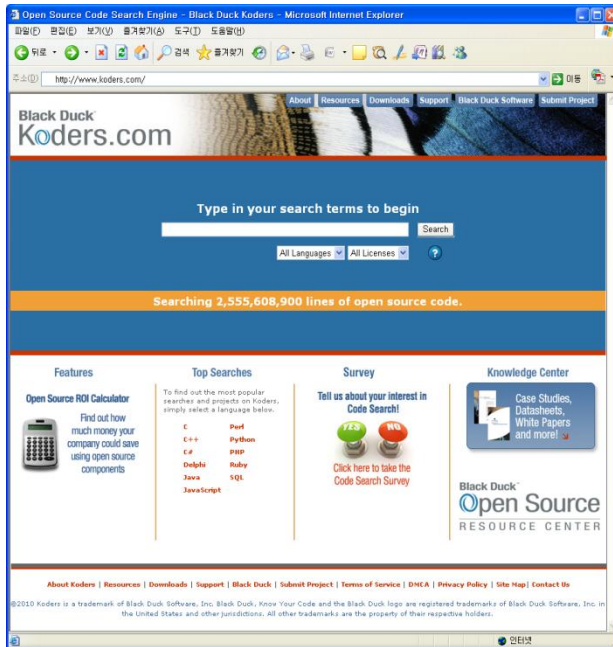 Open Source Code Search Engine - Black Duck Koders - Microsoft Internet Explorer
파일(F) 편집(E) 보기(V) 즐겨찾기(A) 도구(T) 도움말(H)
뒤로 검색 즐겨찾기
주소(D) http://www.koders.com/ 이동
About Resources Downloads Support Black Duck Software Submit Project
Black Duck
Koders.com
Type in your search terms to begin
Search
All Languages All Licenses ?
Searching 2,555,608,900 lines of open source code.
Features
Open Source ROI Calculator
Find out how
much money your
company could save
using open source
components
Top Searches
To find out the most popular
searches and projects on Koders,
simply select a language below.
C Perl
C++ Python
C# PHP
Delphi Ruby
Java SQL
JavaScript
Survey
Tell us about your interest in
Code Search!
YES NO
Click here to take the
Code Search Survey
Knowledge Center
Case Studies,
Datasheets,
White Papers
and more!
Black Duck
Open Source
RESOURCE CENTER
About Koders | Resources | Downloads | Support | Black Duck | Submit Project | Terms of Service | DMCA | Privacy Policy | Site Map | Contact Us
©2010 Koders is a trademark of Black Duck Software, Inc. Black Duck, Know Your Code and the Black Duck logo are registered trademarks of Black Duck Software, Inc. in
the United States and other jurisdictions. All other trademarks are the property of their respective holders.
인터넷